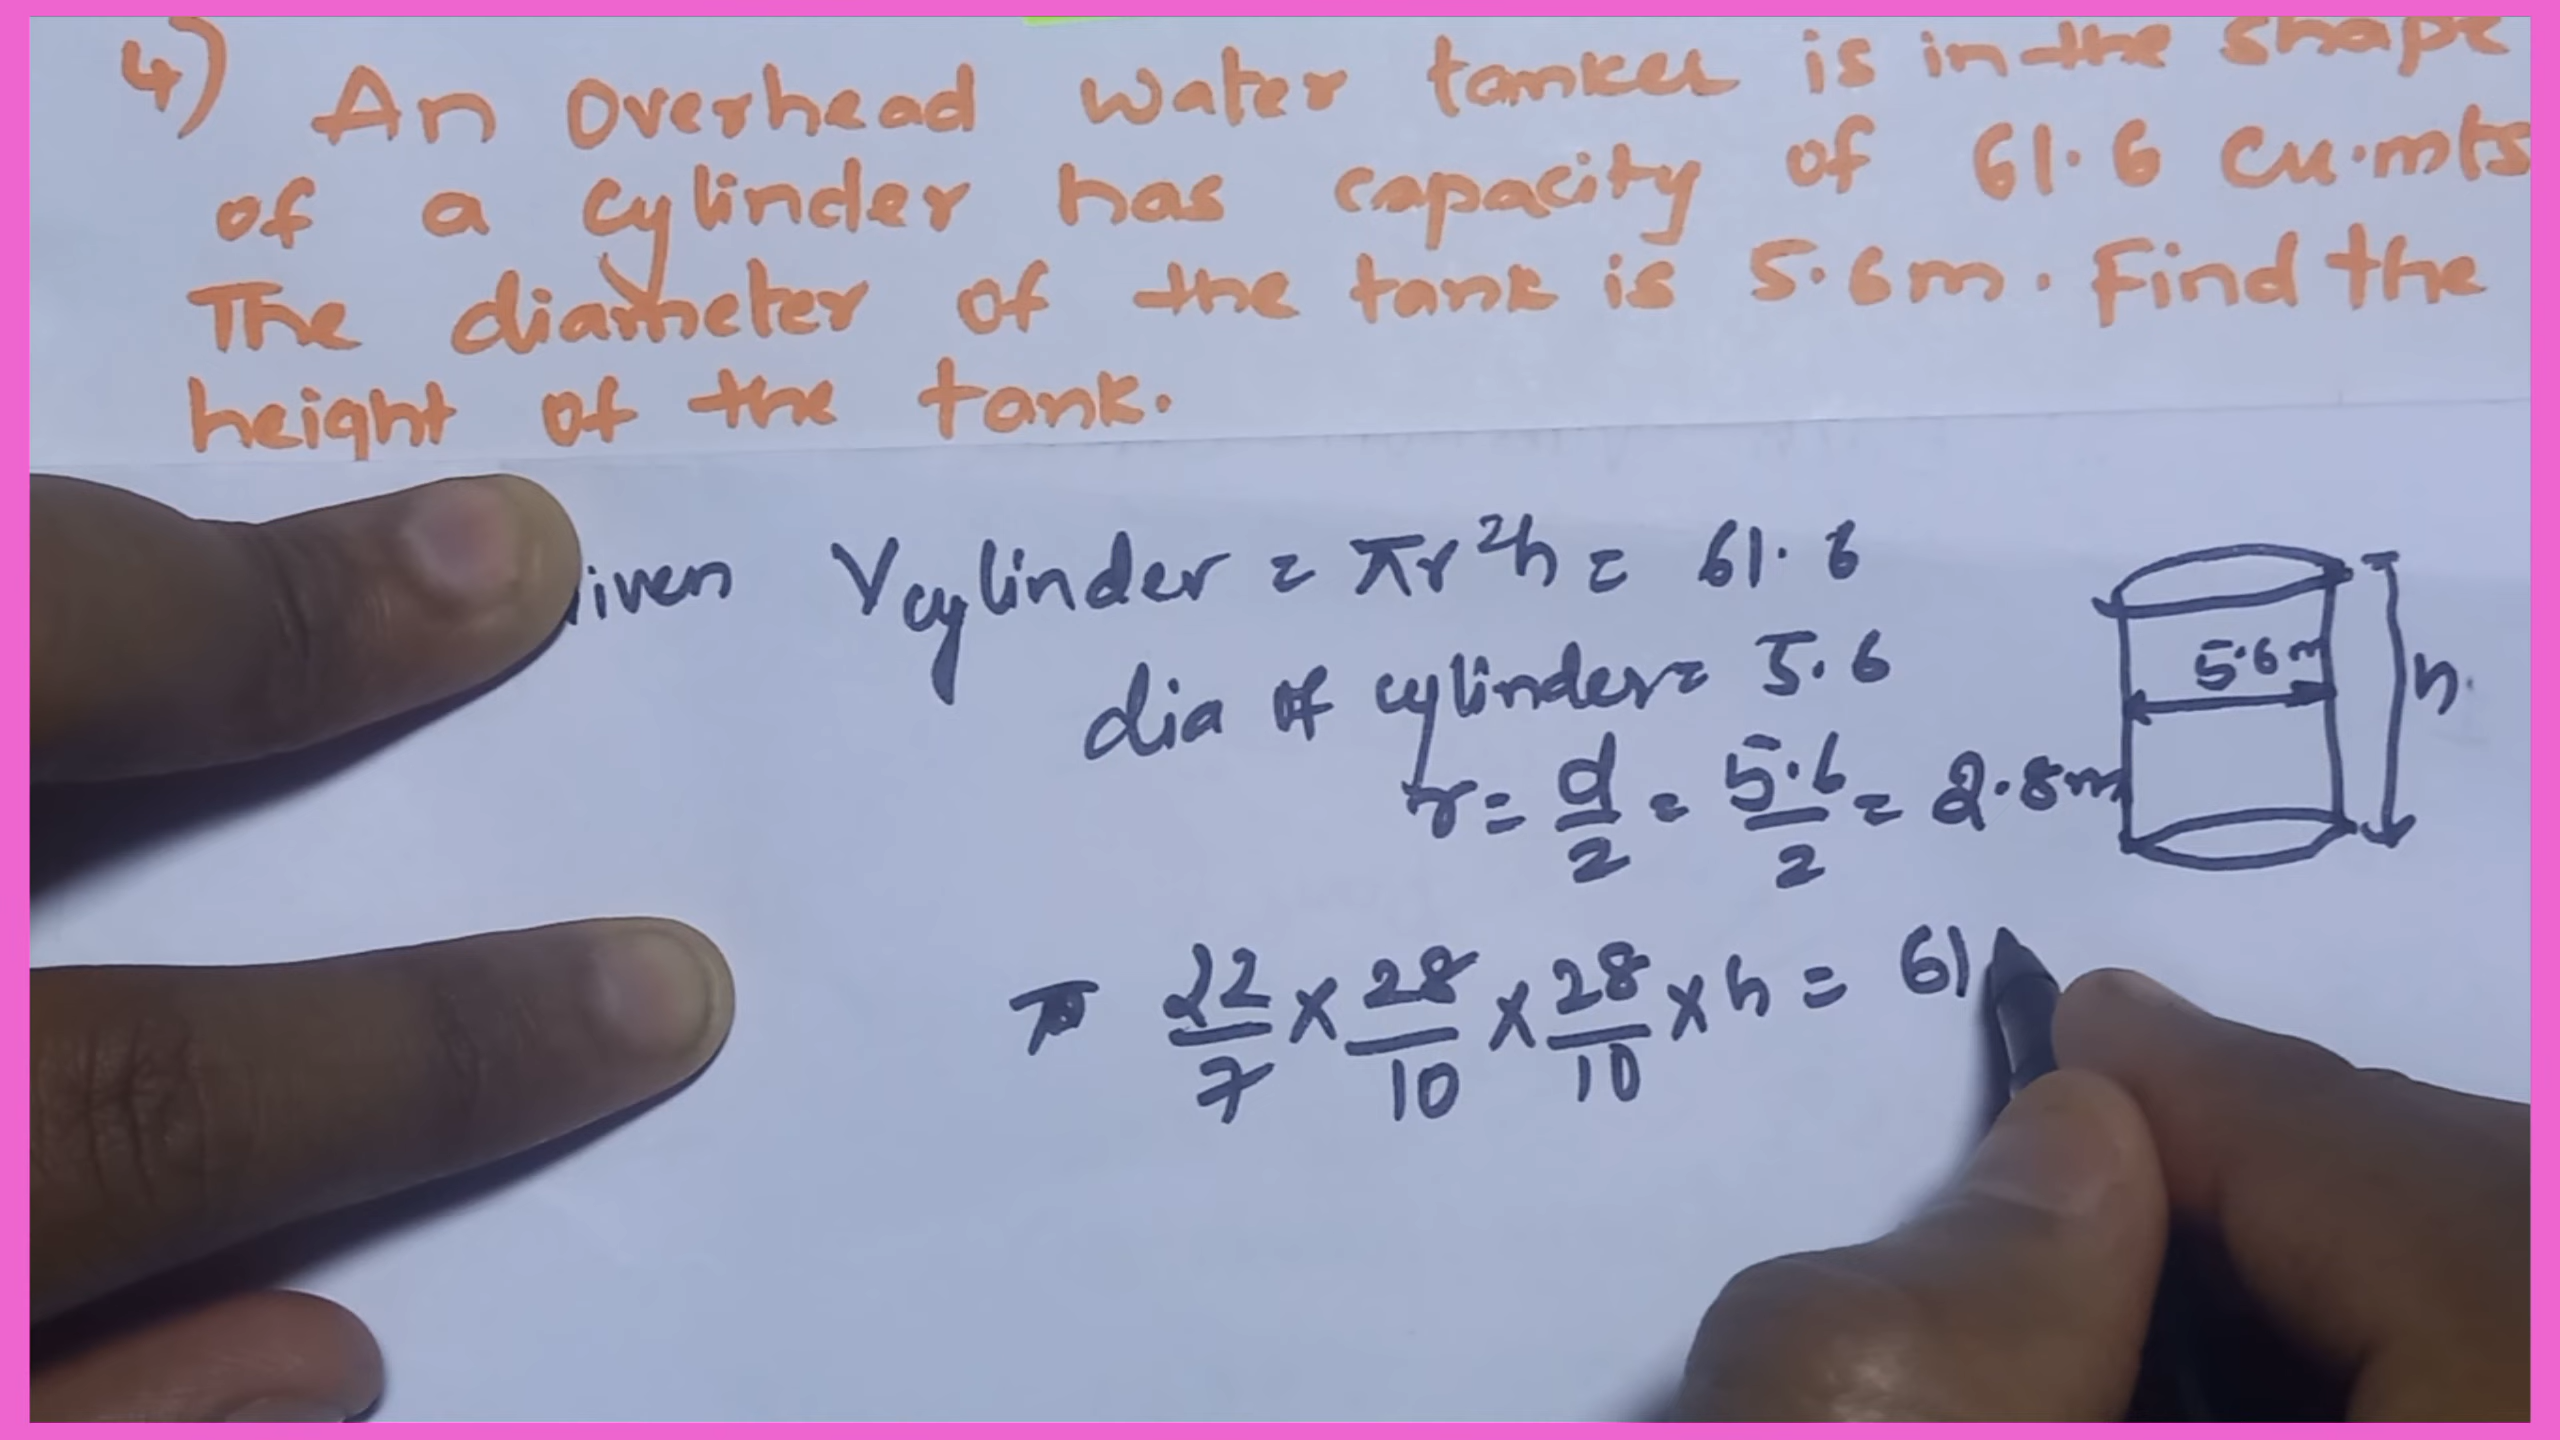 4) An overhead water tanker is in the shape
of a cylinder has capacity of 61.6 cu.mts
The diameter of the tank is 5.6m. Find the
height of the tank.
iven Vcylinder = πr²h = 61.6
dia of cylinder = 5.6
r = d/2 = 5.6/2 = 2.8m
5.6m
h.
22/7 × 28/10 × 28/10 × h = 61